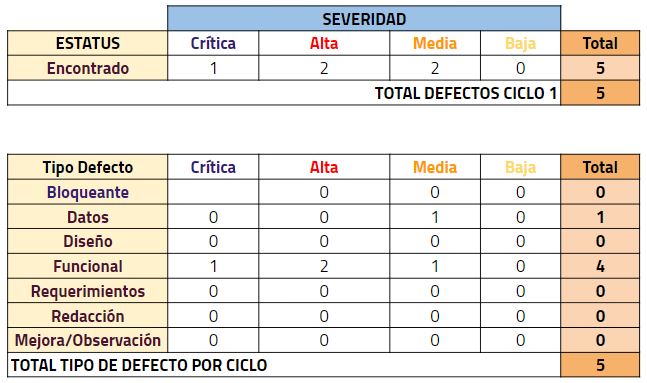 SEVERIDAD
ESTATUS Crítica Alta Media Baja Total
Encontrado 1 2 2 0 5
TOTAL DEFECTOS CICLO 1 5
Tipo Defecto Crítica Alta Media Baja Total
Bloqueante 0 0 0 0
Datos 0 0 1 0 1
Diseño 0 0 0 0 0
Funcional 1 2 1 0 4
Requerimientos 0 0 0 0 0
Redacción 0 0 0 0 0
Mejora/Observación 0 0 0 0 0
TOTAL TIPO DE DEFECTO POR CICLO 5